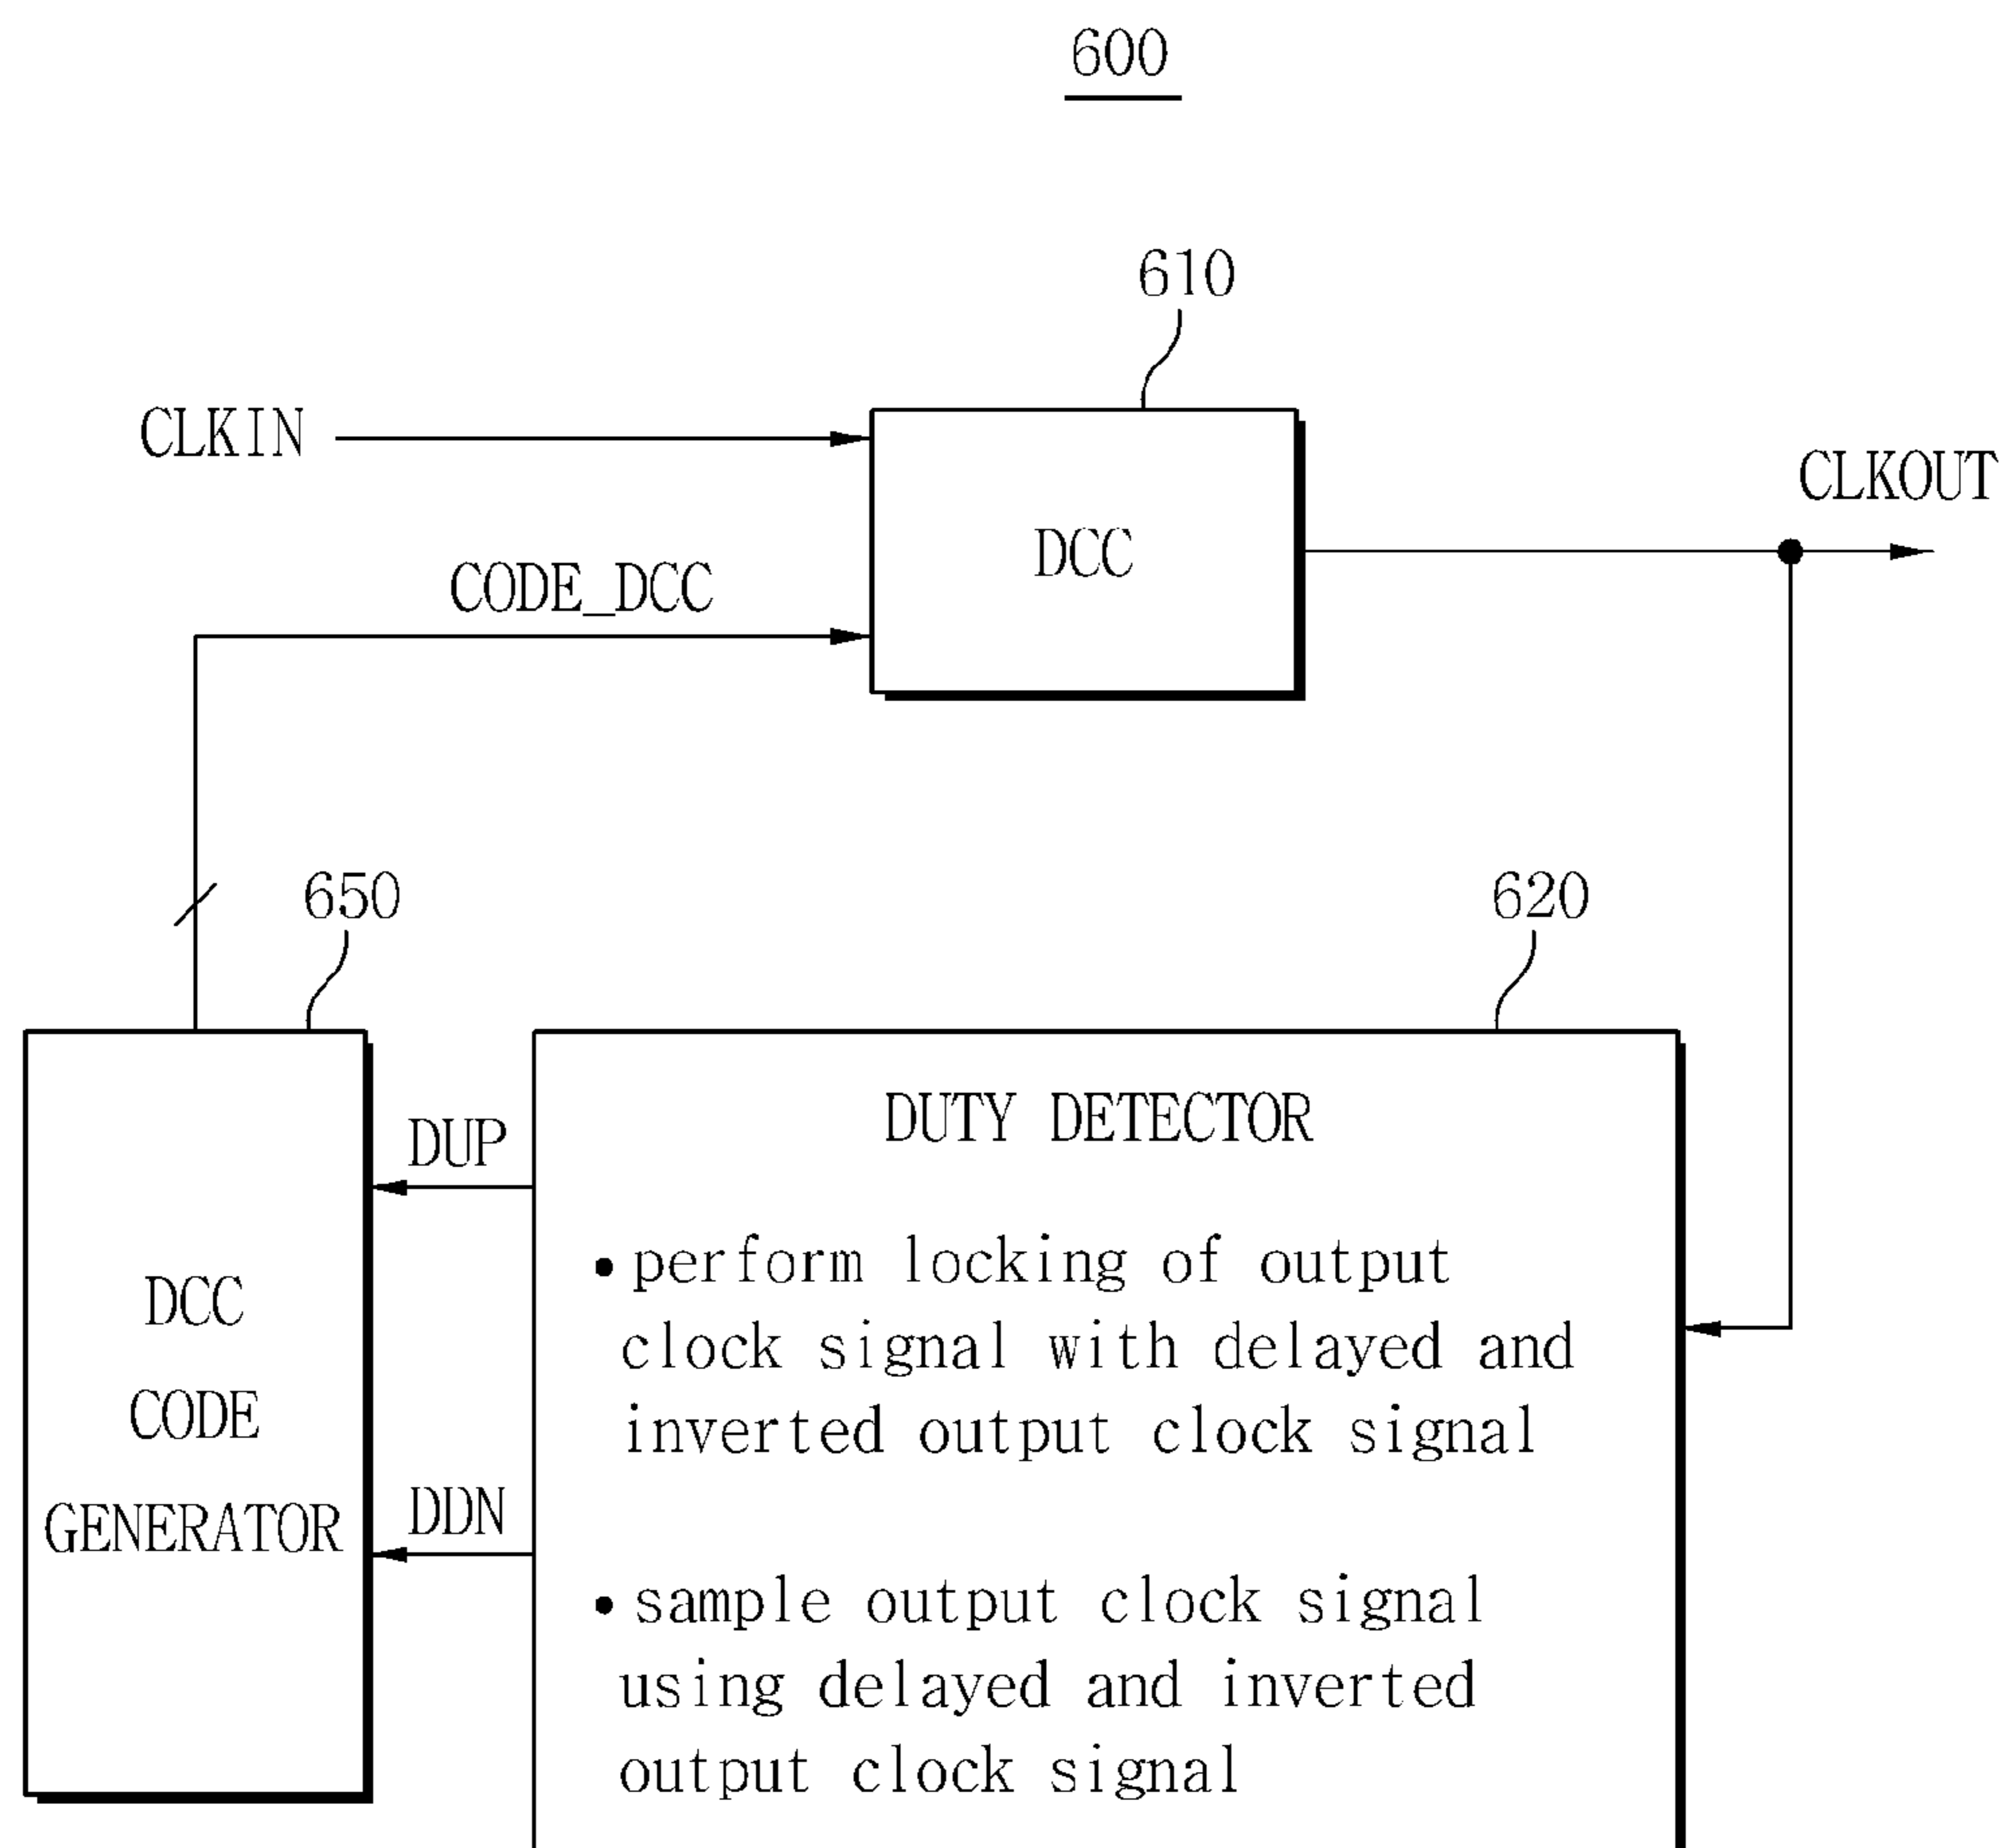 600
610
CLKIN
CLKOUT
DCC
CODE_DCC
650
620
DUTY DETECTOR
DUP
• perform locking of output
clock signal with delayed and
inverted output clock signal
DCC
CODE
GENERATOR
DDN
• sample output clock signal
using delayed and inverted
output clock signal